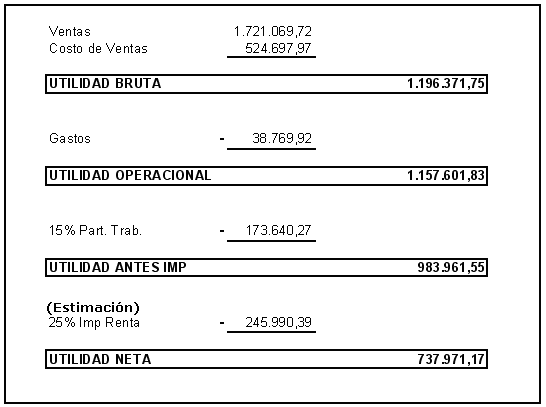 Ventas 1.721.069,72
Costo de Ventas 524.697,97
UTILIDAD BRUTA 1.196.371,75
Gastos - 38.769,92
UTILIDAD OPERACIONAL 1.157.601,83
15% Part. Trab. - 173.640,27
UTILIDAD ANTES IMP 983.961,55
(Estimación)
25% Imp Renta - 245.990,39
UTILIDAD NETA 737.971,17